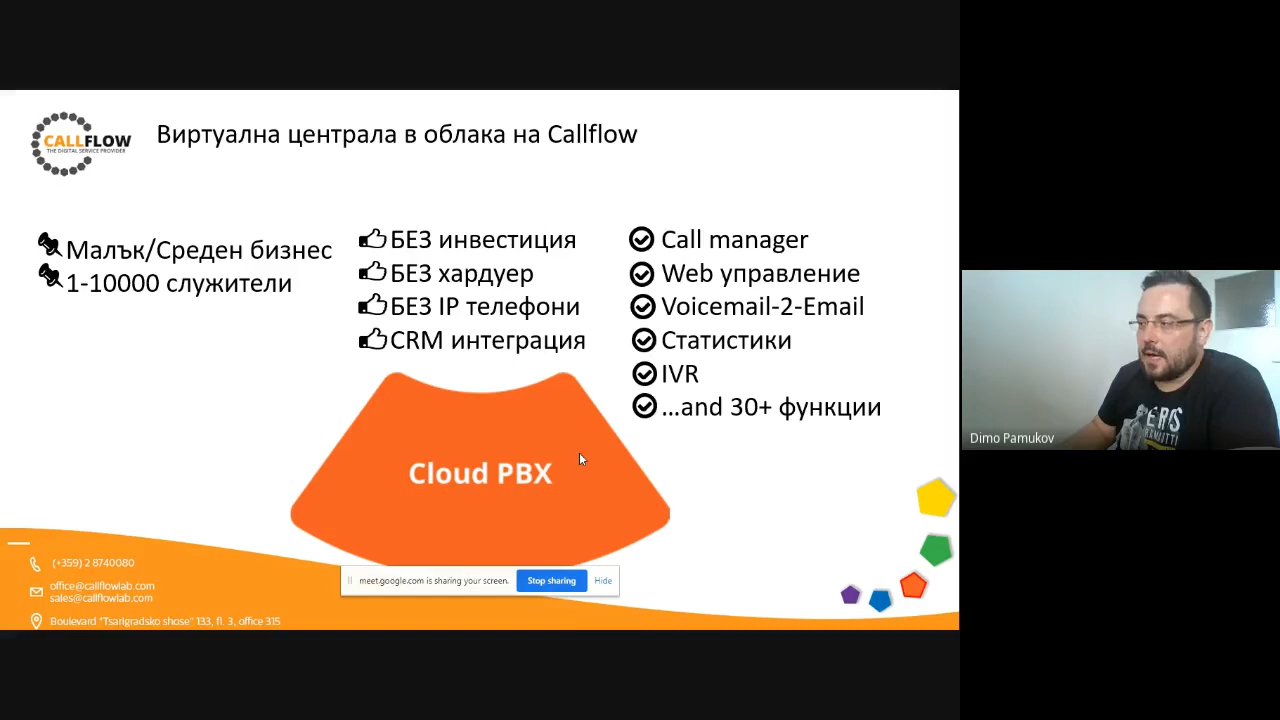 CALLFLOW
THE DIGITAL SERVICE PROVIDER
Виртуална централа в облака на Callflow
Малък/Среден бизнес
1-10000 служители
БЕЗ инвестиция
БЕЗ хардуер
БЕЗ IP телефони
CRM интеграция
Call manager
Web управление
Voicemail-2-Email
Статистики
IVR
...and 30+ функции
Cloud PBX
(+359) 2 8740080
office@callflowlab.com
sales@callflowlab.com
Boulevard "Tsarigradsko shose" 133, fl. 3, office 315
meet.google.com is sharing your screen.
Stop sharing
Hide
Dimo Pamukov